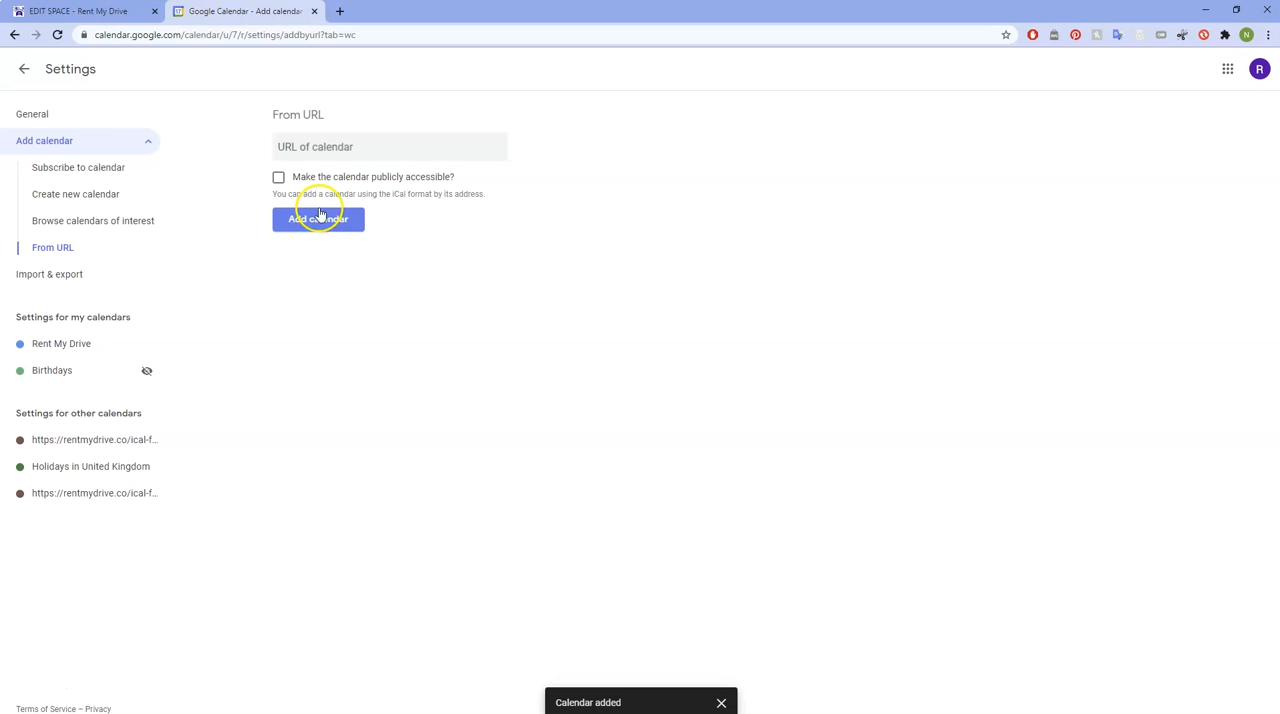 EDIT SPACE - Rent My Drive
Google Calendar - Add calendar
calendar.google.com/calendar/u/7/r/settings/addbyurl?tab=wc
N
Settings
R
General
Add calendar
Subscribe to calendar
Create new calendar
Browse calendars of interest
From URL
Import & export
Settings for my calendars
Rent My Drive
Birthdays
Settings for other calendars
https://rentmydrive.co/ical-f...
Holidays in United Kingdom
https://rentmydrive.co/ical-f...
From URL
URL of calendar
Make the calendar publicly accessible?
You can add a calendar using the iCal format by its address.
Add calendar
Calendar added
Terms of Service – Privacy